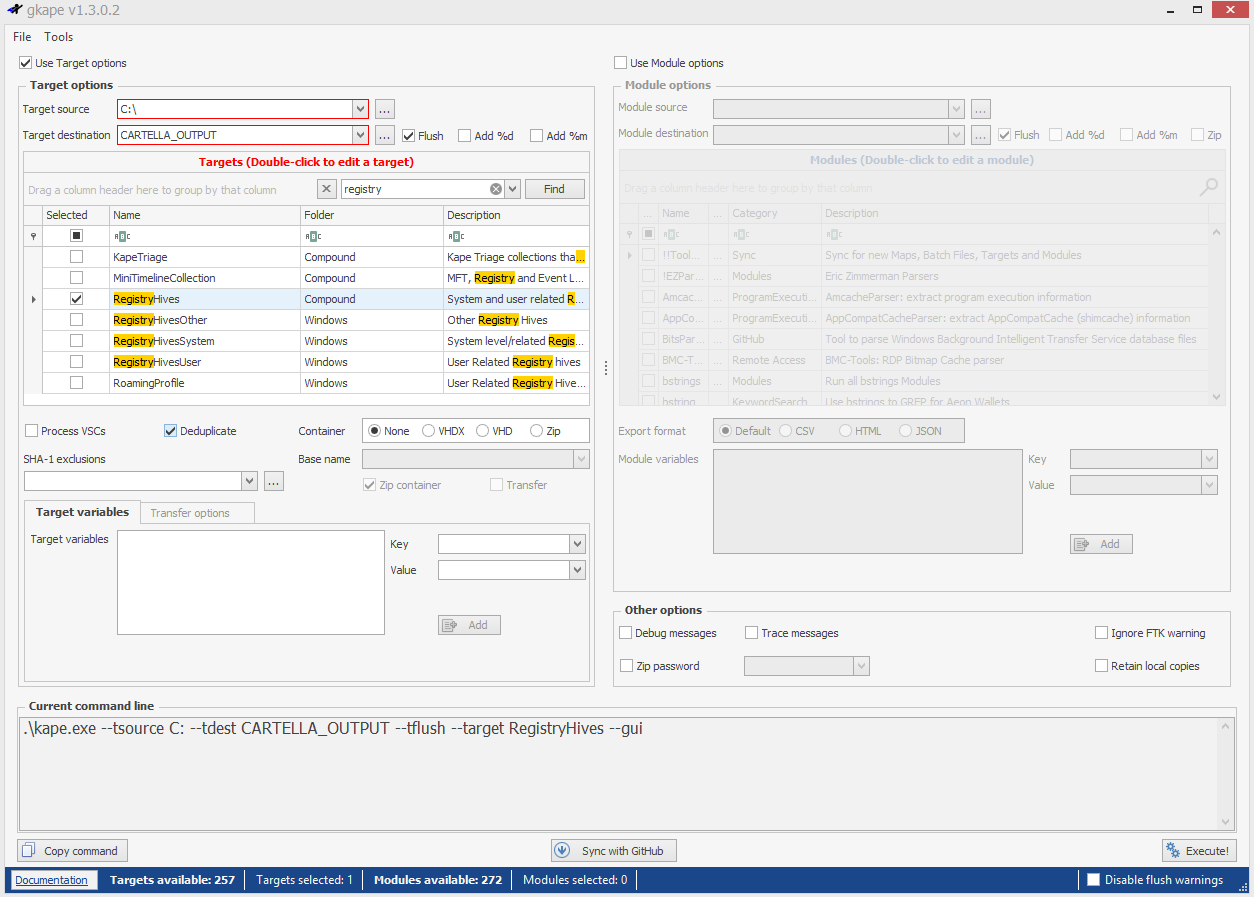 gkape v1.3.0.2
File Tools
Use Target options
Target options
Target source C:\ ...
Target destination CARTELLA_OUTPUT ... Flush Add %d Add %m
Targets (Double-click to edit a target)
Drag a column header here to group by that column registry Find
Selected Name Folder Description
KapeTriage Compound Kape Triage collections tha...
MiniTimelineCollection Compound MFT, Registry and Event L...
RegistryHives Compound System and user related R...
RegistryHivesOther Windows Other Registry Hives
RegistryHivesSystem Windows System level/related Regis...
RegistryHivesUser Windows User Related Registry hives
RoamingProfile Windows User Related Registry Hive...
Process VSCs Deduplicate Container None VHDX VHD Zip
SHA-1 exclusions Base name
... Zip container Transfer
Target variables Transfer options
Target variables Key
Value
Add
Use Module options
Module options
Module source ...
Module destination ... Flush Add %d Add %m Zip
Modules (Double-click to edit a module)
Drag a column header here to group by that column
... Name ... Category Description
!!Tool... ... Sync Sync for new Maps, Batch Files, Targets and Modules
!EZPar... ... Modules Eric Zimmerman Parsers
Amcac... ... ProgramExecuti... AmcacheParser: extract program execution information
AppCo... ... ProgramExecuti... AppCompatCacheParser: extract AppCompatCache (shimcache) information
BitsPar... ... GitHub Tool to parse Windows Background Intelligent Transfer Service database files
BMC-T... ... Remote Access BMC-Tools: RDP Bitmap Cache parser
bstrings ... Modules Run all bstrings Modules
bstring... ... KeywordSearch... Use bstrings to GREP for Aeon Wallets
Export format Default CSV HTML JSON
Module variables Key
Value
Add
Other options
Debug messages Trace messages Ignore FTK warning
Zip password Retain local copies
Current command line
.\kape.exe --tsource C: --tdest CARTELLA_OUTPUT --tflush --target RegistryHives --gui
Copy command Sync with GitHub Execute!
Documentation Targets available: 257 Targets selected: 1 Modules available: 272 Modules selected: 0 Disable flush warnings